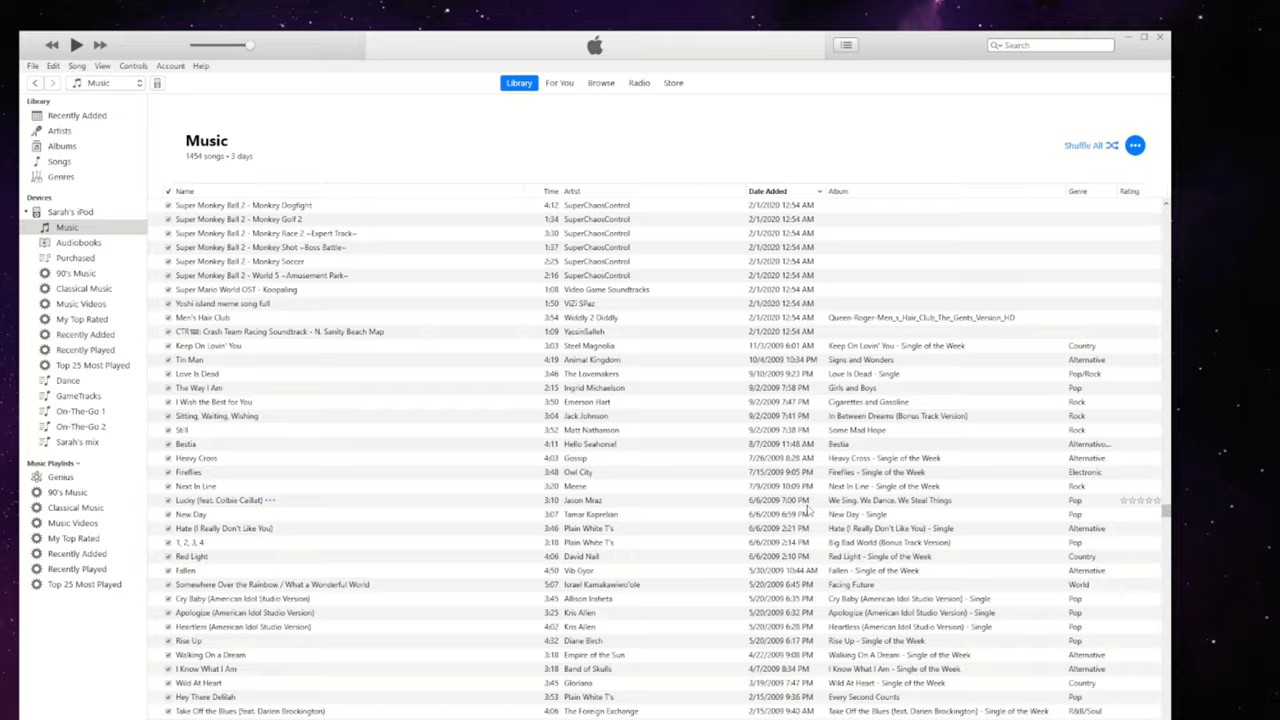 Search
File Edit Song View Controls Account Help
Music
Library For You Browse Radio Store
Library
Recently Added
Artists
Albums
Songs
Genres
Devices
Sarah's iPod
Music
Audiobooks
Purchased
90's Music
Classical Music
Music Videos
My Top Rated
Recently Added
Recently Played
Top 25 Most Played
Dance
GameTracks
On-The-Go 1
On-The-Go 2
Sarah's mix
Music Playlists
Genius
90's Music
Classical Music
Music Videos
My Top Rated
Recently Added
Recently Played
Top 25 Most Played
Music
1454 songs • 3 days
Shuffle All
Name Time Artist Date Added Album Genre Rating
Super Monkey Ball 2 - Monkey Dogfight 4:12 SuperChaosControl 2/1/2020 12:54 AM
Super Monkey Ball 2 - Monkey Golf 2 1:34 SuperChaosControl 2/1/2020 12:54 AM
Super Monkey Ball 2 - Monkey Race 2 ~Expert Track~ 3:30 SuperChaosControl 2/1/2020 12:54 AM
Super Monkey Ball 2 - Monkey Shot ~Boss Battle~ 1:37 SuperChaosControl 2/1/2020 12:54 AM
Super Monkey Ball 2 - Monkey Soccer 2:25 SuperChaosControl 2/1/2020 12:54 AM
Super Monkey Ball 2 - World 5 ~Amusement Park~ 2:16 SuperChaosControl 2/1/2020 12:54 AM
Super Mario World OST - Koopaling 1:08 Video Game Soundtracks 2/1/2020 12:54 AM
Yoshi island meme song full 1:50 ViZi SPaz 2/1/2020 12:54 AM
Men's Hair Club 3:54 Widdly 2 Diddly 2/1/2020 12:54 AM Queen-Roger-Men_s_Hair_Club_The_Gents_Version_HD
Crash Team Racing Soundtrack - N. Sanity Beach Map 1:09 YassinSalleh 2/1/2020 12:54 AM
Keep On Lovin' You 3:03 Steel Magnolia 11/3/2009 6:01 AM Keep On Lovin' You - Single of the Week Country
Tin Man 4:19 Animal Kingdom 10/4/2009 10:34 PM Signs and Wonders Alternative
Love Is Dead 3:46 The Lovemakers 9/10/2009 9:23 PM Love Is Dead - Single Pop/Rock
The Way I Am 2:15 Ingrid Michaelson 9/2/2009 7:58 PM Girls and Boys Pop
I Wish the Best for You 3:50 Emerson Hart 9/2/2009 7:47 PM Cigarettes and Gasoline Rock
Sitting, Waiting, Wishing 3:04 Jack Johnson 9/2/2009 7:41 PM In Between Dreams (Bonus Track Version) Rock
Still 3:52 Matt Nathanson 9/2/2009 7:38 PM Some Mad Hope Rock
Bestia 4:11 Hello Seahorse! 8/7/2009 11:48 AM Bestia Alternativo...
Heavy Cross 4:03 Gossip 7/26/2009 8:28 AM Heavy Cross - Single of the Week Alternative
Fireflies 3:48 Owl City 7/15/2009 9:05 PM Fireflies - Single of the Week Electronic
Next In Line 3:20 Meese 7/9/2009 10:09 PM Next In Line - Single of the Week Rock
Lucky (feat. Colbie Caillat) ••• 3:10 Jason Mraz 6/6/2009 7:00 PM We Sing. We Dance. We Steal Things Pop ☆☆☆☆☆
New Day 3:07 Tamar Kaprelian 6/6/2009 6:59 PM New Day - Single Pop
Hate (I Really Don't Like You) 3:46 Plain White T's 6/6/2009 2:21 PM Hate (I Really Don't Like You) - Single Alternative
1, 2, 3, 4 3:18 Plain White T's 6/6/2009 2:14 PM Big Bad World (Bonus Track Version) Pop
Red Light 4:06 David Nail 6/6/2009 2:10 PM Red Light - Single of the Week Country
Fallen 4:50 Vib Gyor 5/30/2009 10:44 AM Fallen - Single of the Week Alternative
Somewhere Over the Rainbow / What a Wonderful World 5:07 Israel Kamakawiwo'ole 5/20/2009 6:45 PM Facing Future World
Cry Baby (American Idol Studio Version) 3:45 Allison Iraheta 5/20/2009 6:35 PM Cry Baby (American Idol Studio Version) - Single Pop
Apologize (American Idol Studio Version) 3:25 Kris Allen 5/20/2009 6:32 PM Apologize (American Idol Studio Version) - Single Pop
Heartless (American Idol Studio Version) 4:02 Kris Allen 5/20/2009 6:28 PM Heartless (American Idol Studio Version) - Single Pop
Rise Up 4:32 Diane Birch 5/20/2009 6:17 PM Rise Up - Single of the Week Pop
Walking On a Dream 3:18 Empire of the Sun 4/22/2009 9:08 PM Walking On A Dream - Single of the Week Alternative
I Know What I Am 3:18 Band of Skulls 4/7/2009 8:34 PM I Know What I Am - Single of the Week Alternative
Wild At Heart 3:45 Gloriana 3/19/2009 7:47 PM Wild At Heart - Single of the Week Country
Hey There Delilah 3:53 Plain White T's 2/15/2009 9:36 PM Every Second Counts Pop
Take Off the Blues (feat. Darien Brockington) 4:06 The Foreign Exchange 2/15/2009 9:40 AM Take Off the Blues (feat. Darien Brockington) - Single of the Week R&B/Soul